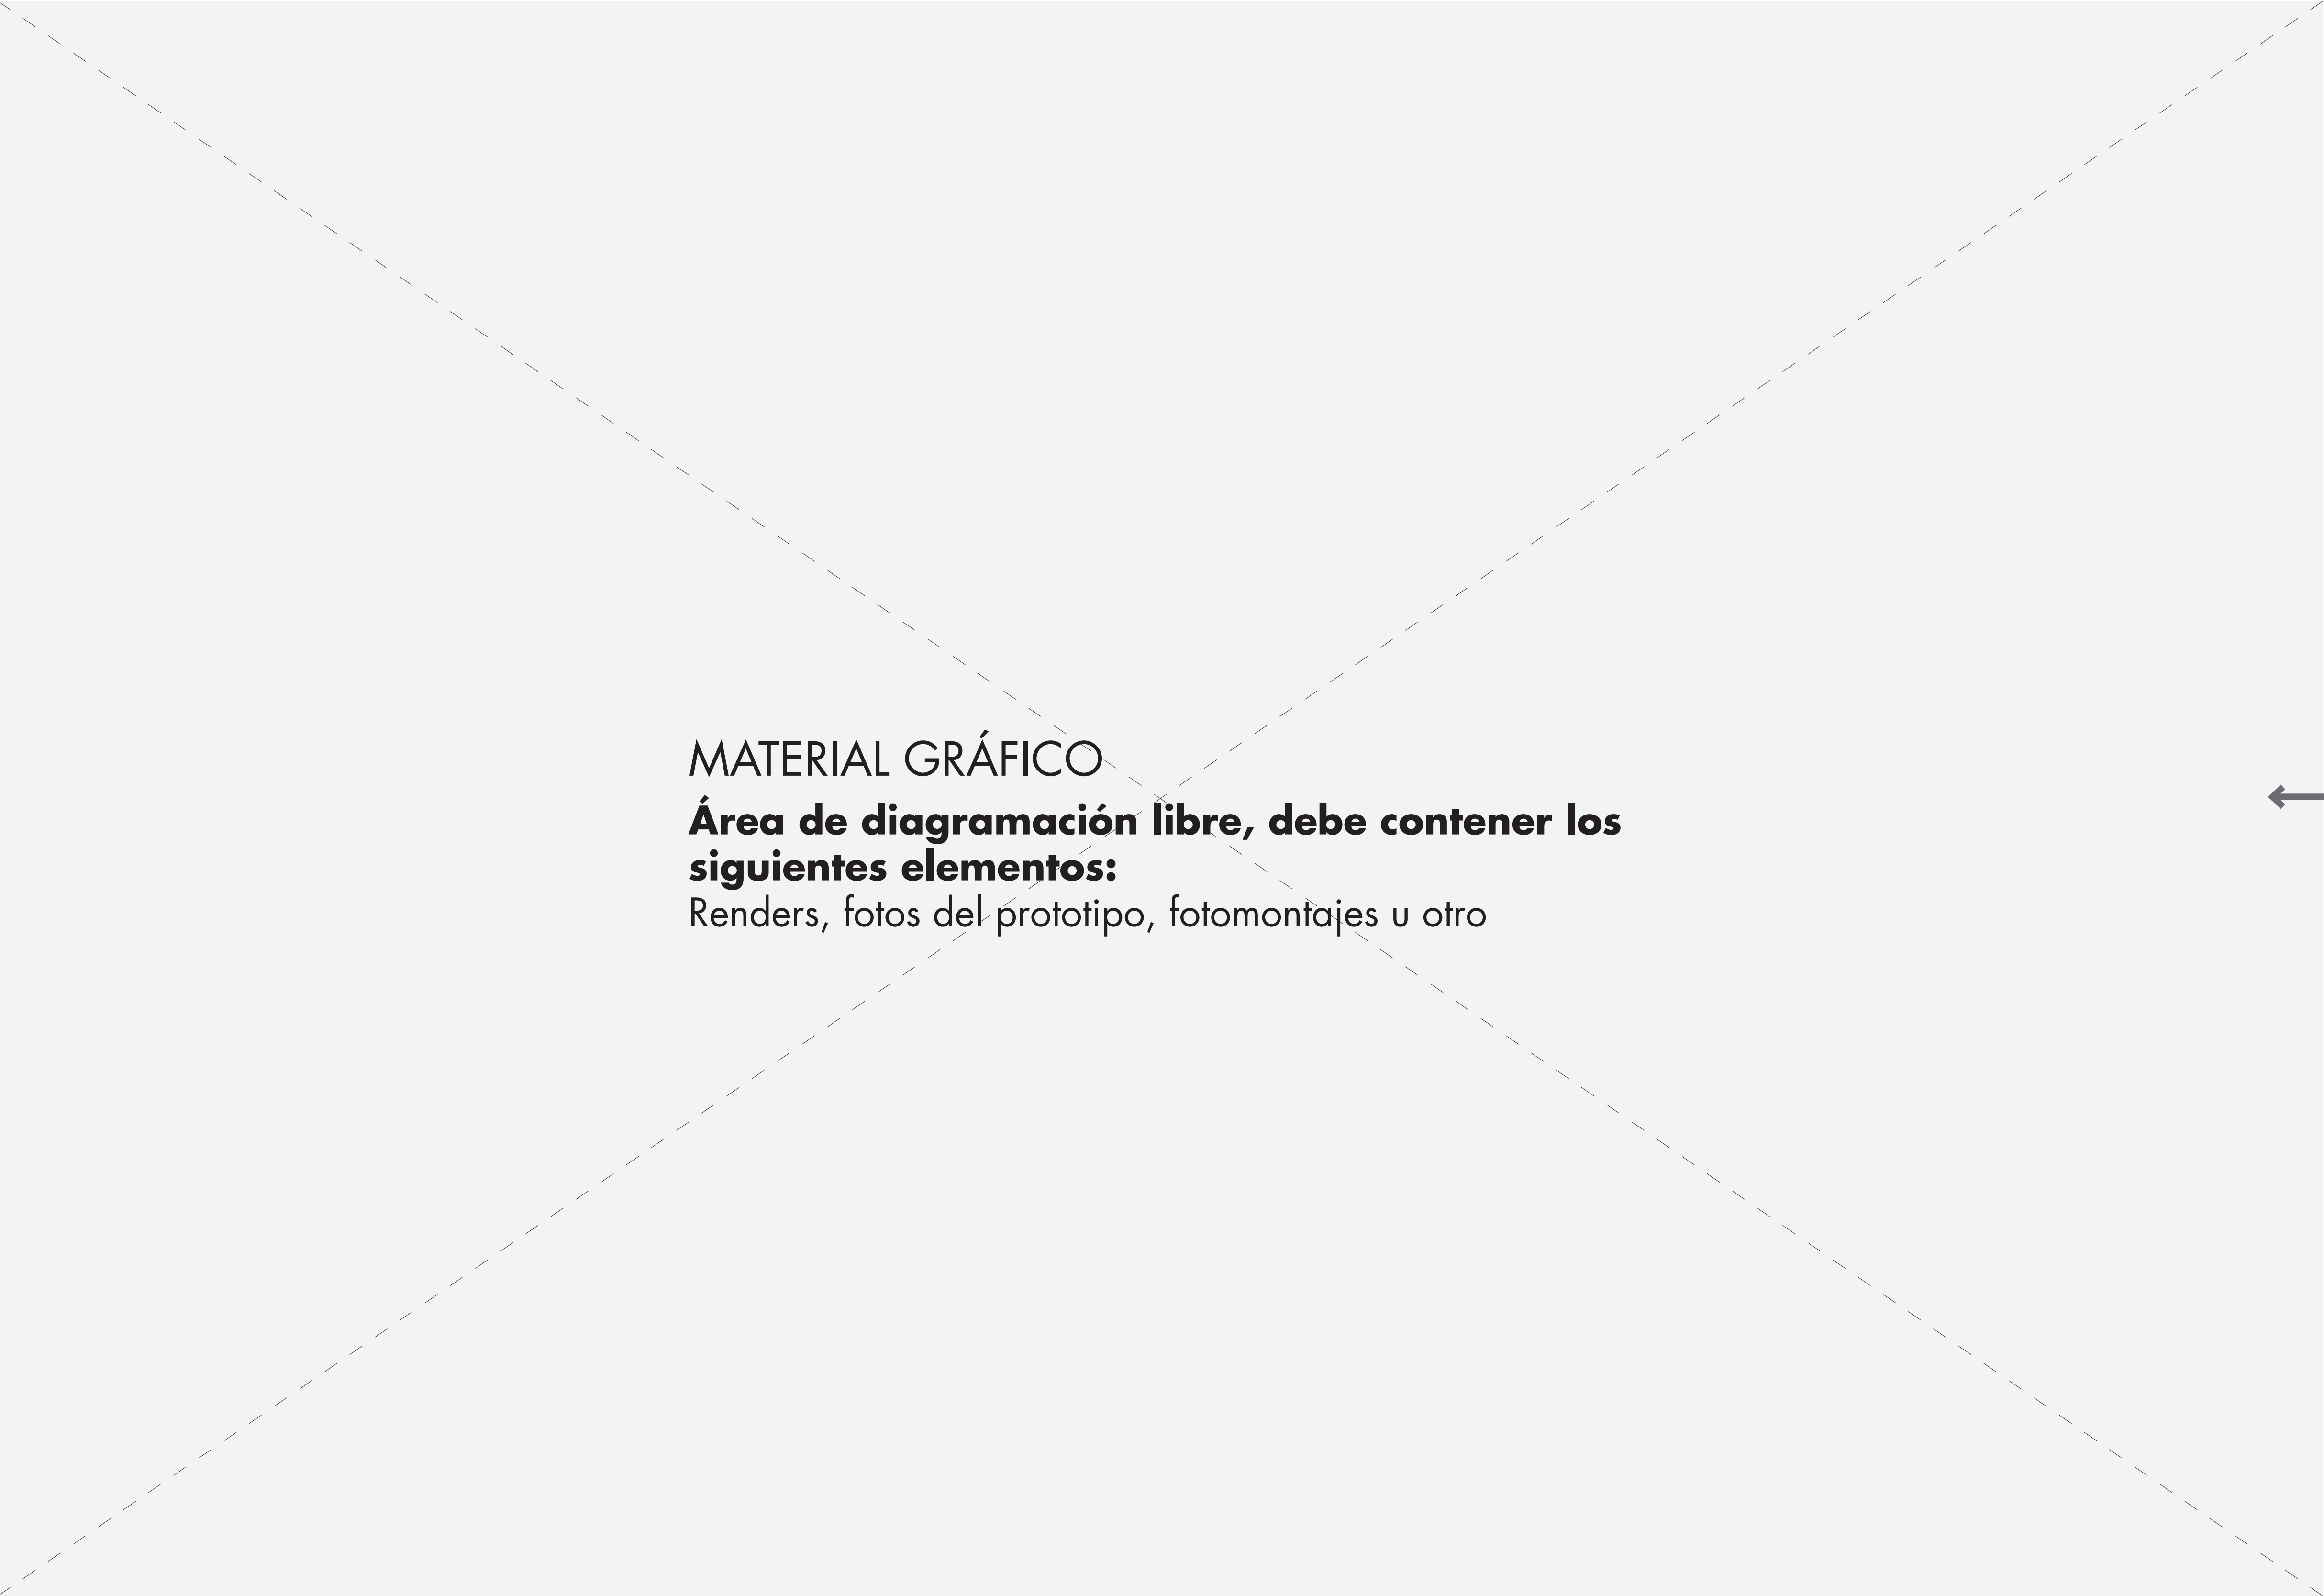 MATERIAL GRÁFICO
Área de diagramación libre, debe contener los
siguientes elementos:
Renders, fotos del prototipo, fotomontajes u otro